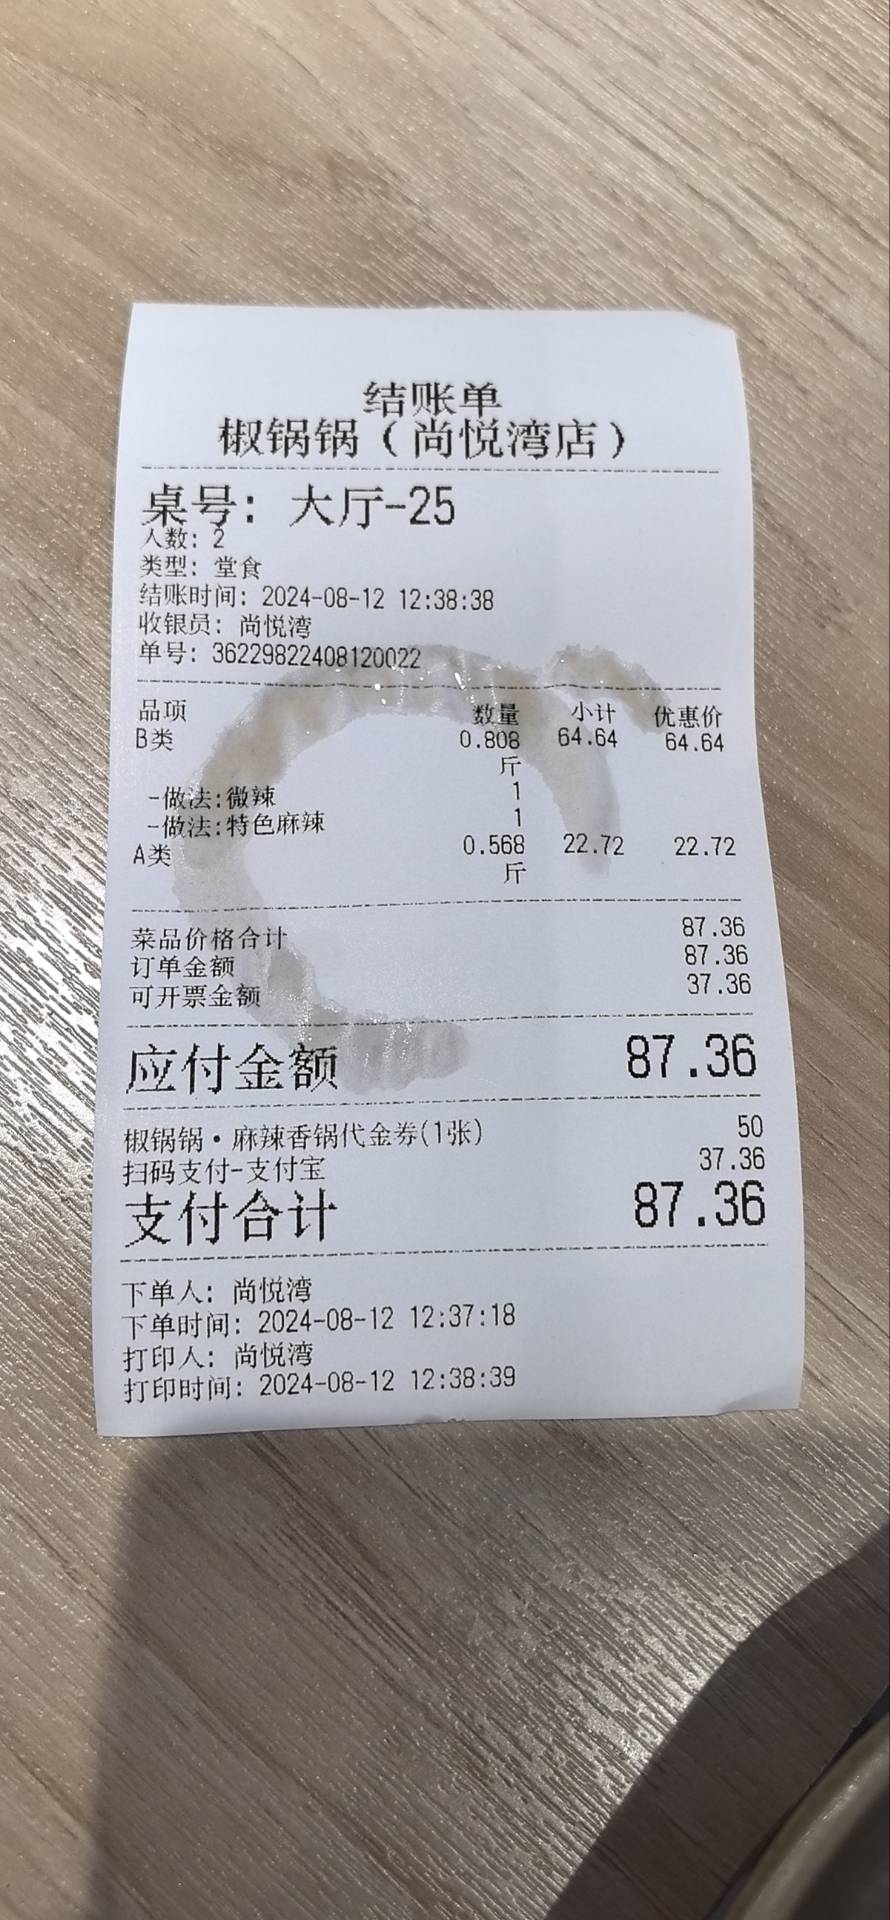 结账单
椒锅锅（尚悦湾店）
桌号: 大厅-25
人数: 2
类型: 堂食
结账时间: 2024-08-12 12:38:38
收银员: 尚悦湾
单号: 36229822408120022
品项 数量 小计 优惠价
B类 0.808 64.64 64.64
斤
-做法:微辣 1
-做法:特色麻辣 1
A类 0.568 22.72 22.72
斤
菜品价格合计 87.36
订单金额 87.36
可开票金额 37.36
应付金额 87.36
椒锅锅·麻辣香锅代金券(1张) 50
扫码支付-支付宝 37.36
支付合计 87.36
下单人: 尚悦湾
下单时间: 2024-08-12 12:37:18
打印人: 尚悦湾
打印时间: 2024-08-12 12:38:39